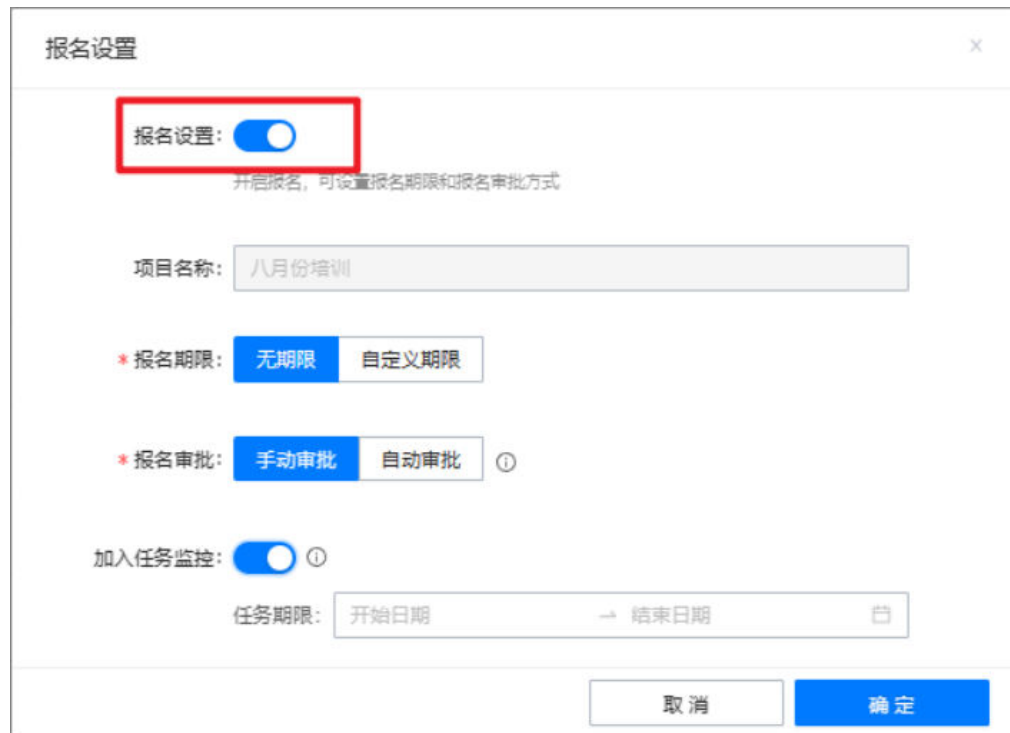 报名设置
报名设置：
开启报名，可设置报名期限和报名审批方式
项目名称： 八月份培训
* 报名期限： 无期限 自定义期限
* 报名审批： 手动审批 自动审批
加入任务监控：
任务期限： 开始日期 → 结束日期
取消 确定